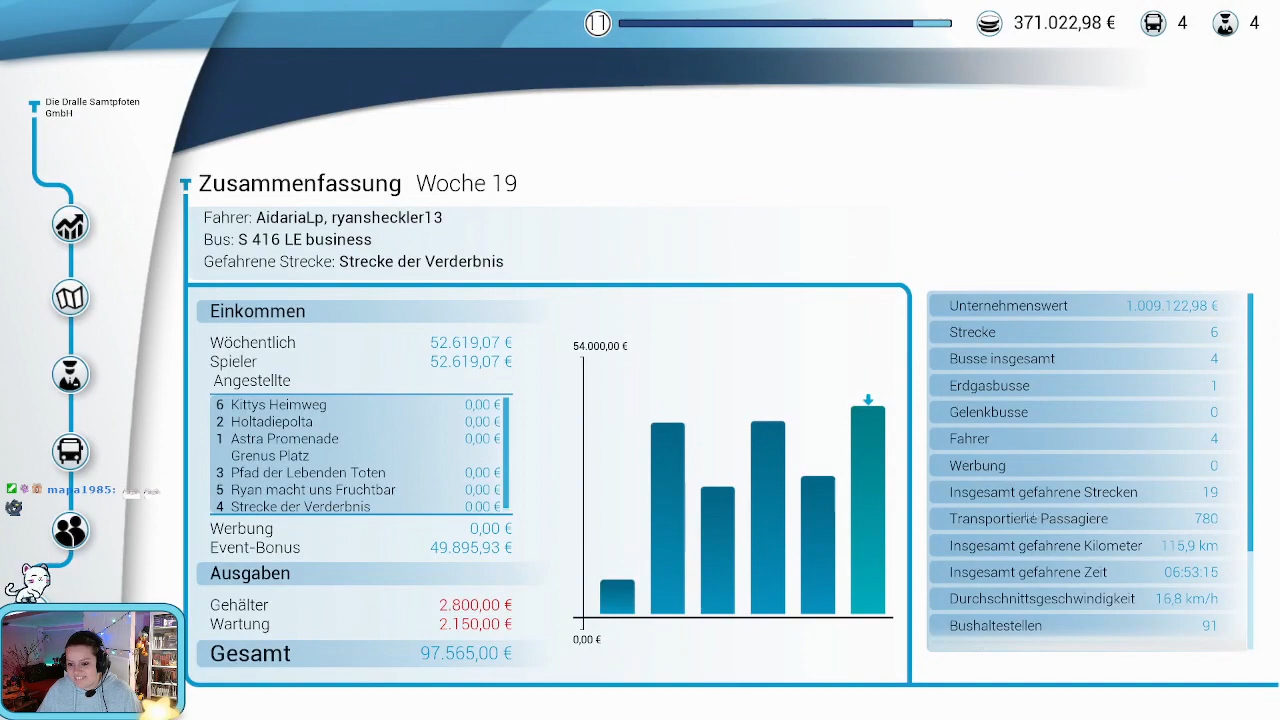 11
371.022,98 €
4
4
Die Dralle Samtpfoten
GmbH
Zusammenfassung Woche 19
Fahrer: AidariaLp, ryansheckler13
Bus: S 416 LE business
Gefahrene Strecke: Strecke der Verderbnis
Einkommen
Wöchentlich 52.619,07 €
Spieler 52.619,07 €
Angestellte
6 Kittys Heimweg 0,00 €
2 Holtadiepolta 0,00 €
1 Astra Promenade 0,00 €
Grenus Platz
3 Pfad der Lebenden Toten 0,00 €
5 Ryan macht uns Fruchtbar 0,00 €
4 Strecke der Verderbnis 0,00 €
Werbung 0,00 €
Event-Bonus 49.895,93 €
Ausgaben
Gehälter 2.800,00 €
Wartung 2.150,00 €
Gesamt 97.565,00 €
54.000,00 €
0,00 €
Unternehmenswert 1.009.122,98 €
Strecke 6
Busse insgesamt 4
Erdgasbusse 1
Gelenkbusse 0
Fahrer 4
Werbung 0
Insgesamt gefahrene Strecken 19
Transportierte Passagiere 780
Insgesamt gefahrene Kilometer 115,9 km
Insgesamt gefahrene Zeit 06:53:15
Durchschnittsgeschwindigkeit 16,8 km/h
Bushaltestellen 91
mapa1985: